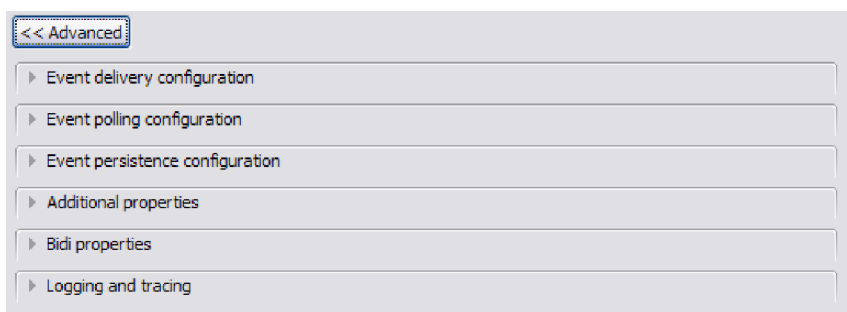 << Advanced
Event delivery configuration
Event polling configuration
Event persistence configuration
Additional properties
Bidi properties
Logging and tracing